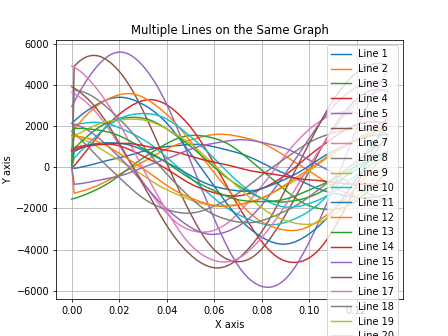 Multiple Lines on the Same Graph
Y axis
6000
4000
2000
0
−2000
−4000
−6000
0.00
0.02
0.04
0.06
0.08
0.10
X axis
Line 1
Line 2
Line 3
Line 4
Line 5
Line 6
Line 7
Line 8
Line 9
Line 10
Line 11
Line 12
Line 13
Line 14
Line 15
Line 16
Line 17
Line 18
Line 19
Line 20